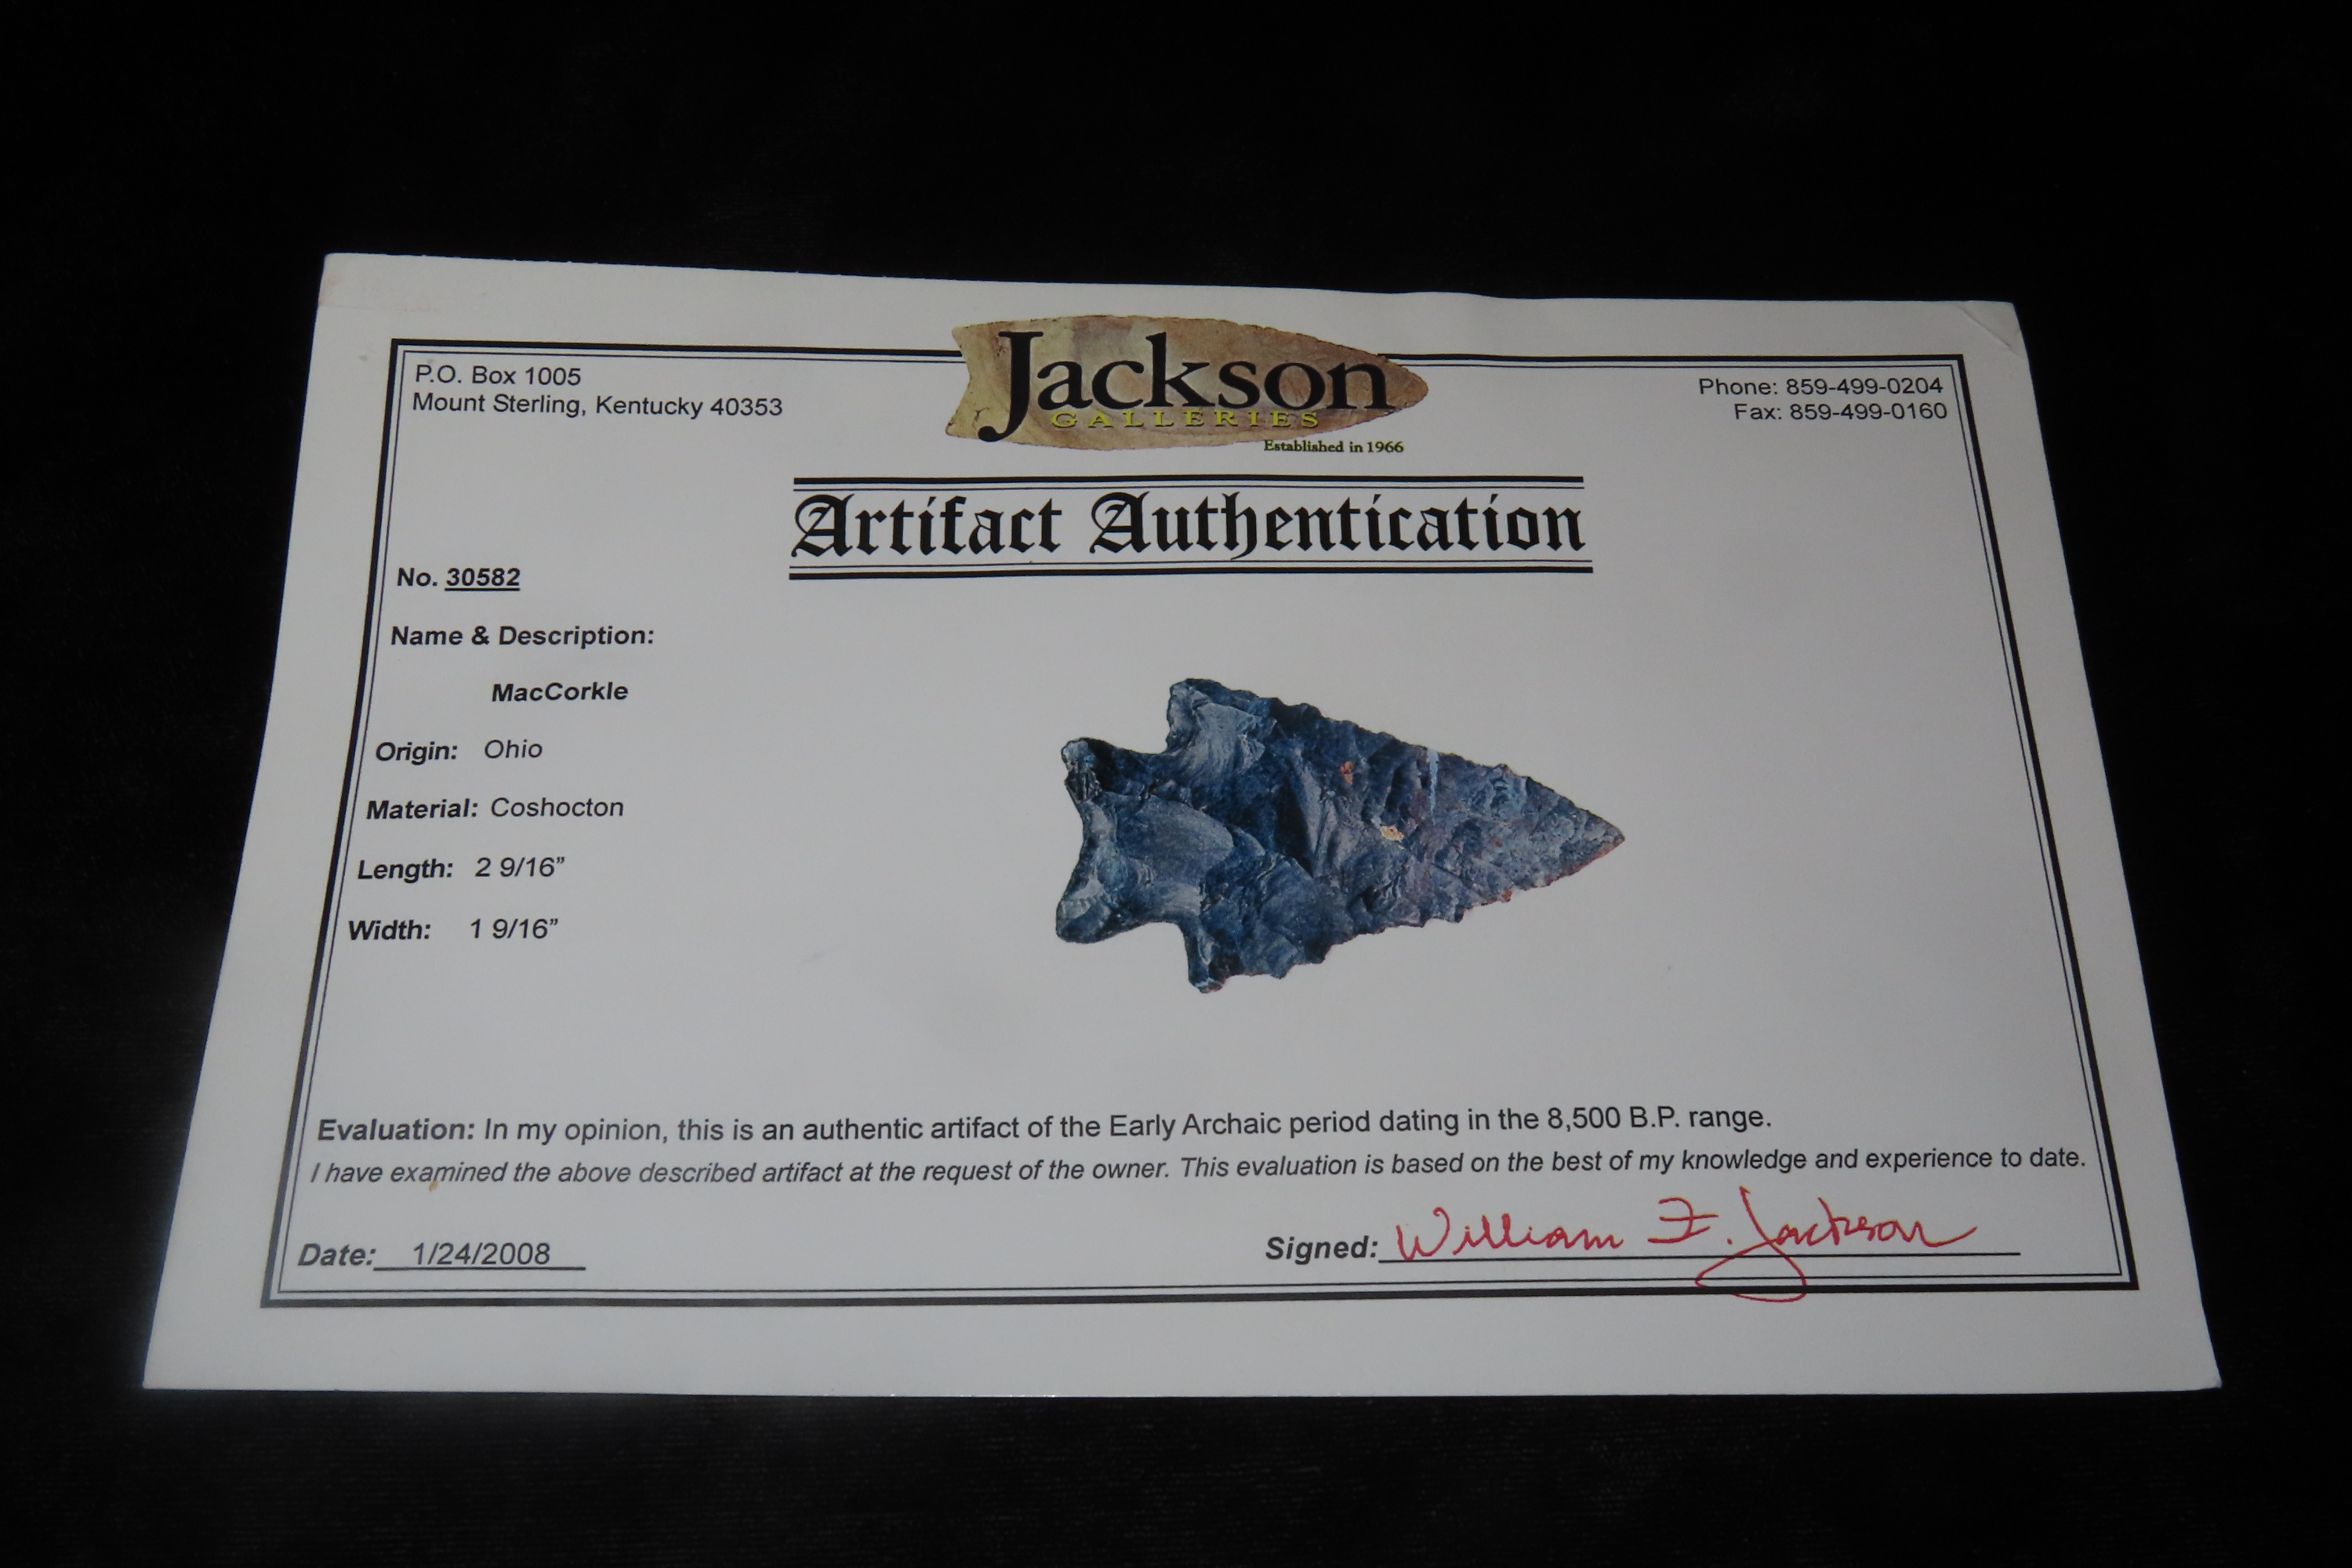 P.O. Box 1005
Mount Sterling, Kentucky 40353
Jackson
GALLERIES
Established in 1966
Phone: 859-499-0204
Fax: 859-499-0160
Artifact Authentication
No. 30582
Name & Description:
MacCorkle
Origin: Ohio
Material: Coshocton
Length: 2 9/16”
Width: 1 9/16”
Evaluation: In my opinion, this is an authentic artifact of the Early Archaic period dating in the 8,500 B.P. range.
I have examined the above described artifact at the request of the owner. This evaluation is based on the best of my knowledge and experience to date.
Date: 1/24/2008
Signed: William F. Jackson